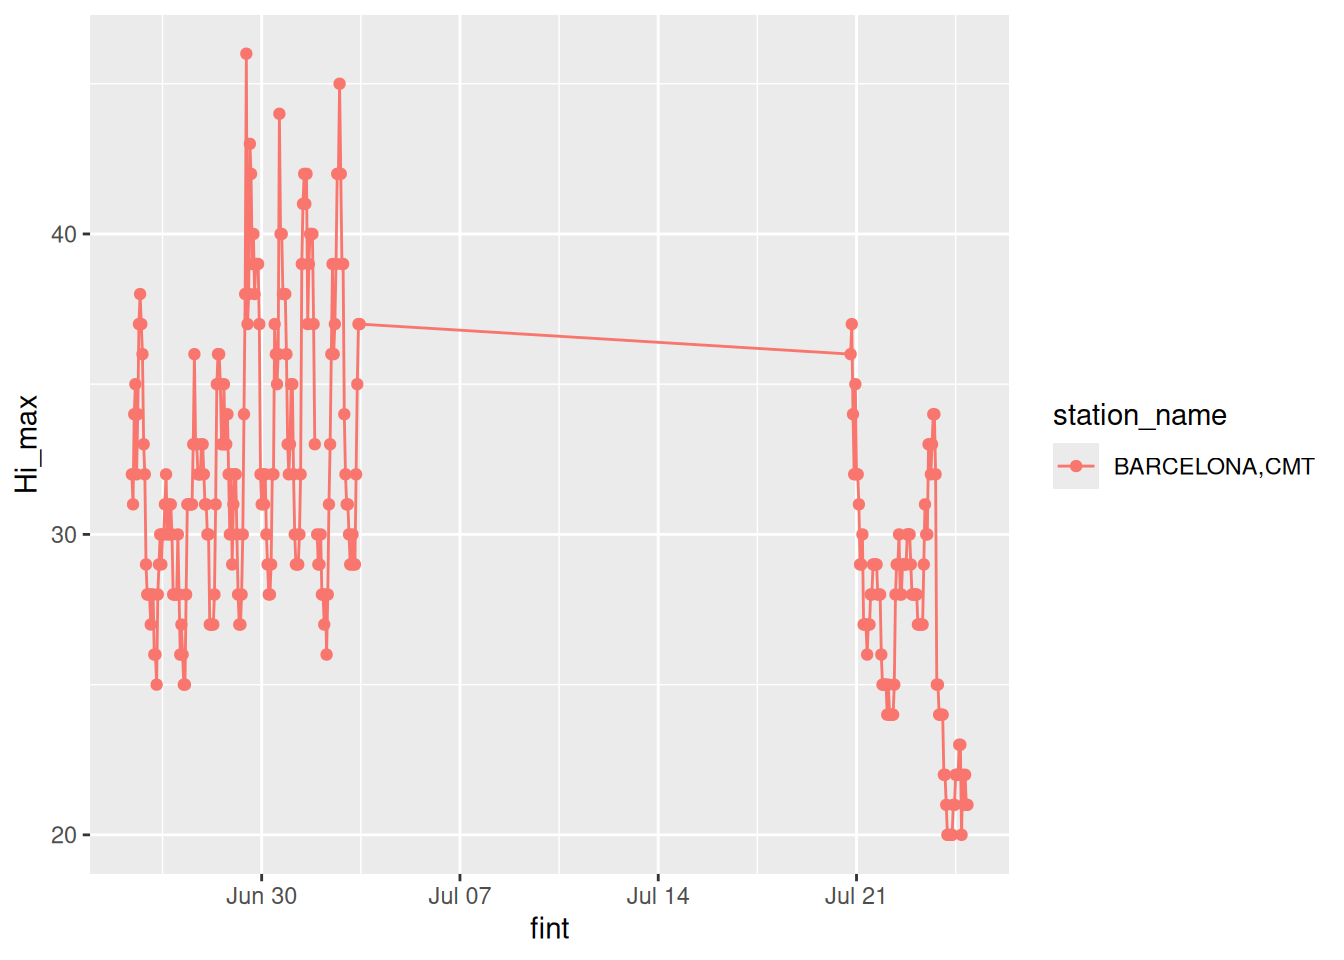 Hi_max
40
30
20
Jun 30
Jul 07
Jul 14
Jul 21
fint
station_name
BARCELONA,CMT